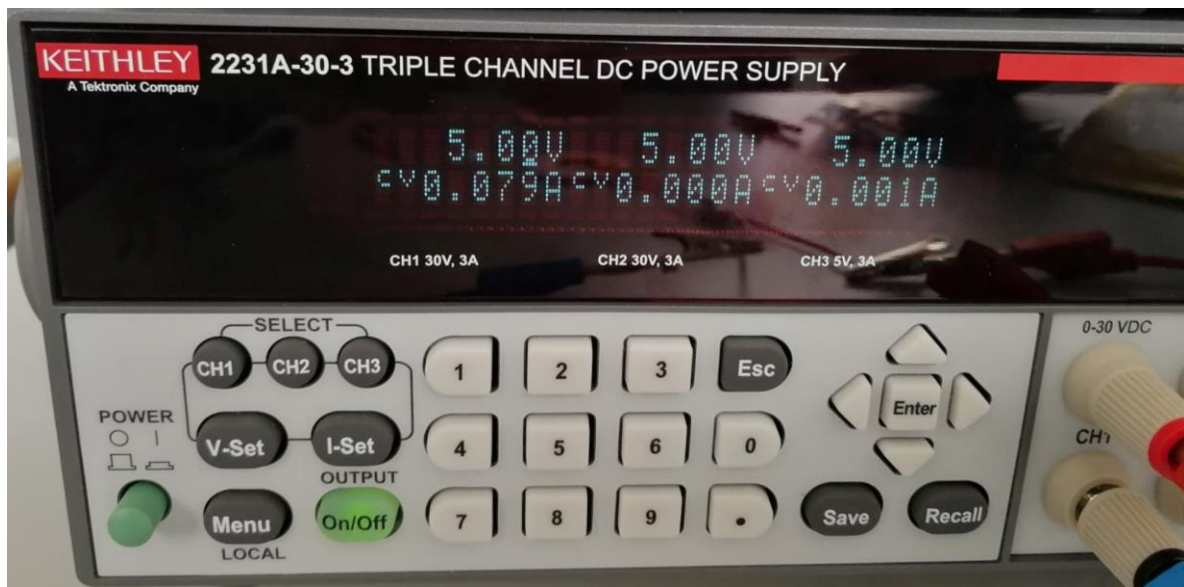 KEITHLEY 2231A-30-3 TRIPLE CHANNEL DC POWER SUPPLY
A Tektronix Company
5.00V 5.00V 5.00V
CV0.079A CV0.000A CV0.001A
CH1 30V, 3A CH2 30V, 3A CH3 5V, 3A
SELECT
CH1 CH2 CH3
POWER
V-Set I-Set
OUTPUT
Menu On/Off
LOCAL
1 2 3 Esc
4 5 6 0
7 8 9 .
Enter
Save Recall
0-30 VDC
CH1